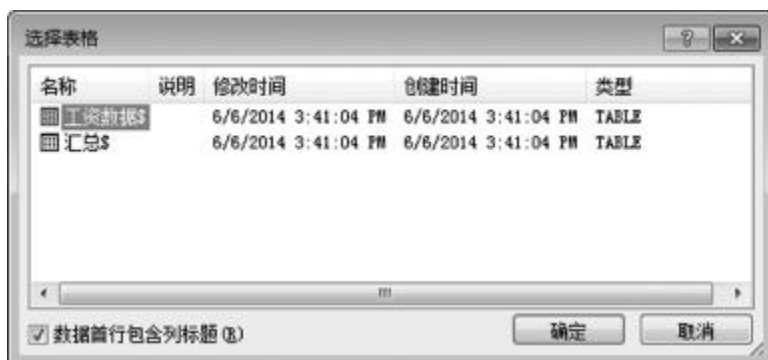 选择表格
名称 说明 修改时间 创建时间 类型
工资数据$ 6/6/2014 3:41:04 PM 6/6/2014 3:41:04 PM TABLE
汇总$ 6/6/2014 3:41:04 PM 6/6/2014 3:41:04 PM TABLE
数据首行包含列标题(R) 确定 取消